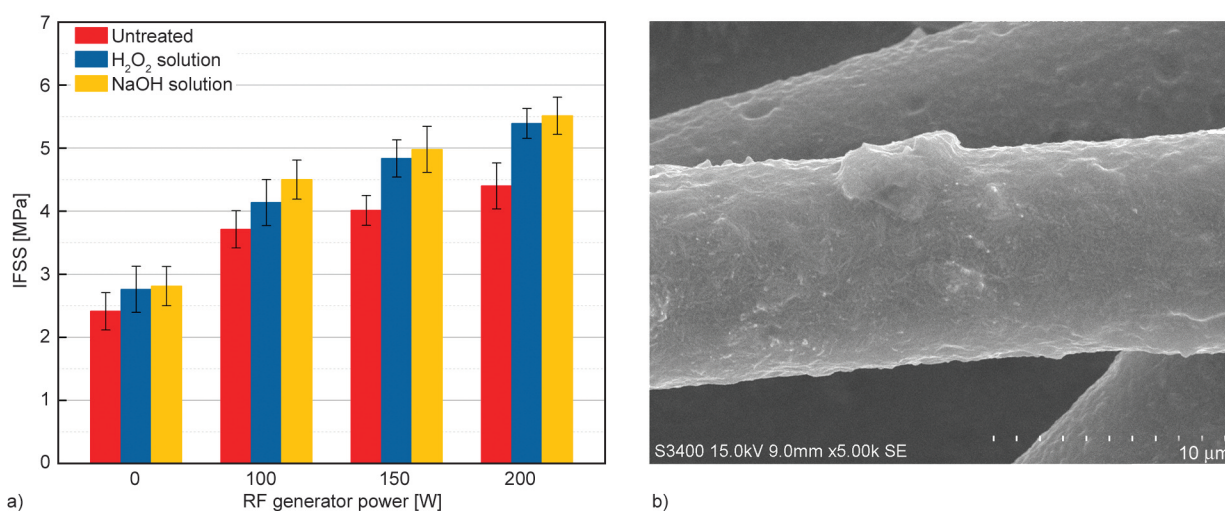 7
6
5
4
3
2
1
0
IFSS [MPa]
Untreated
H₂O₂ solution
NaOH solution
0 100 150 200
RF generator power [W]
a)
S3400 15.0kV 9.0mm x5.00k SE
10 µm
b)